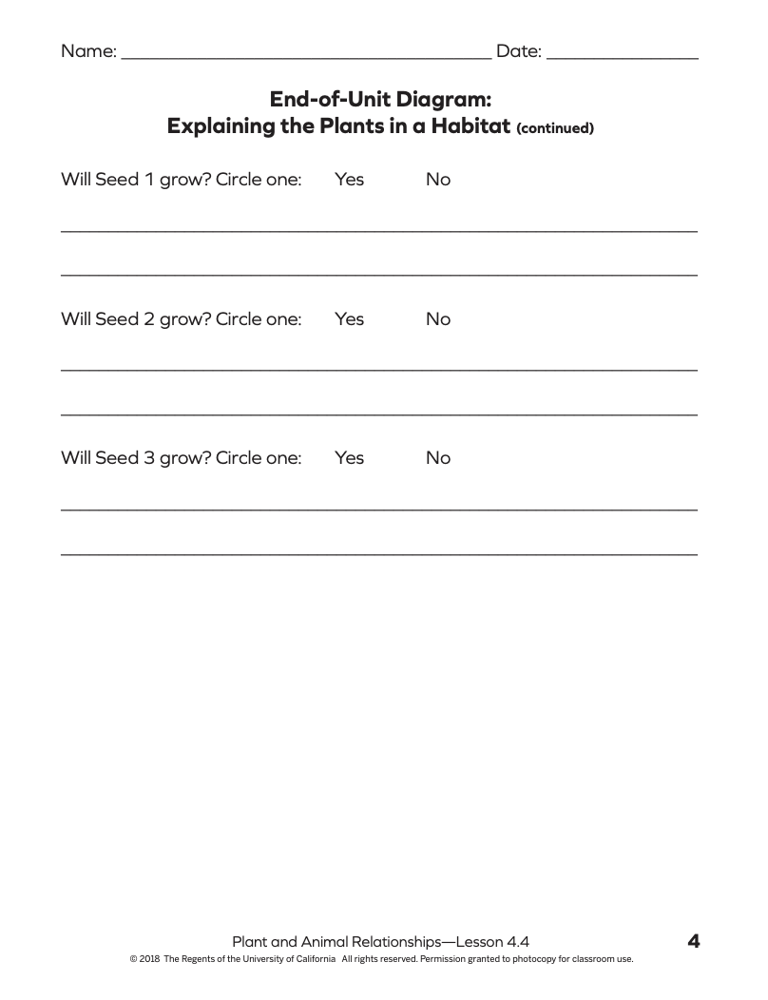 Name: ______________________________________ Date: ________________
End-of-Unit Diagram:
Explaining the Plants in a Habitat (continued)
Will Seed 1 grow? Circle one: Yes No
Will Seed 2 grow? Circle one: Yes No
Will Seed 3 grow? Circle one: Yes No
Plant and Animal Relationships—Lesson 4.4 4
© 2018 The Regents of the University of California All rights reserved. Permission granted to photocopy for classroom use.